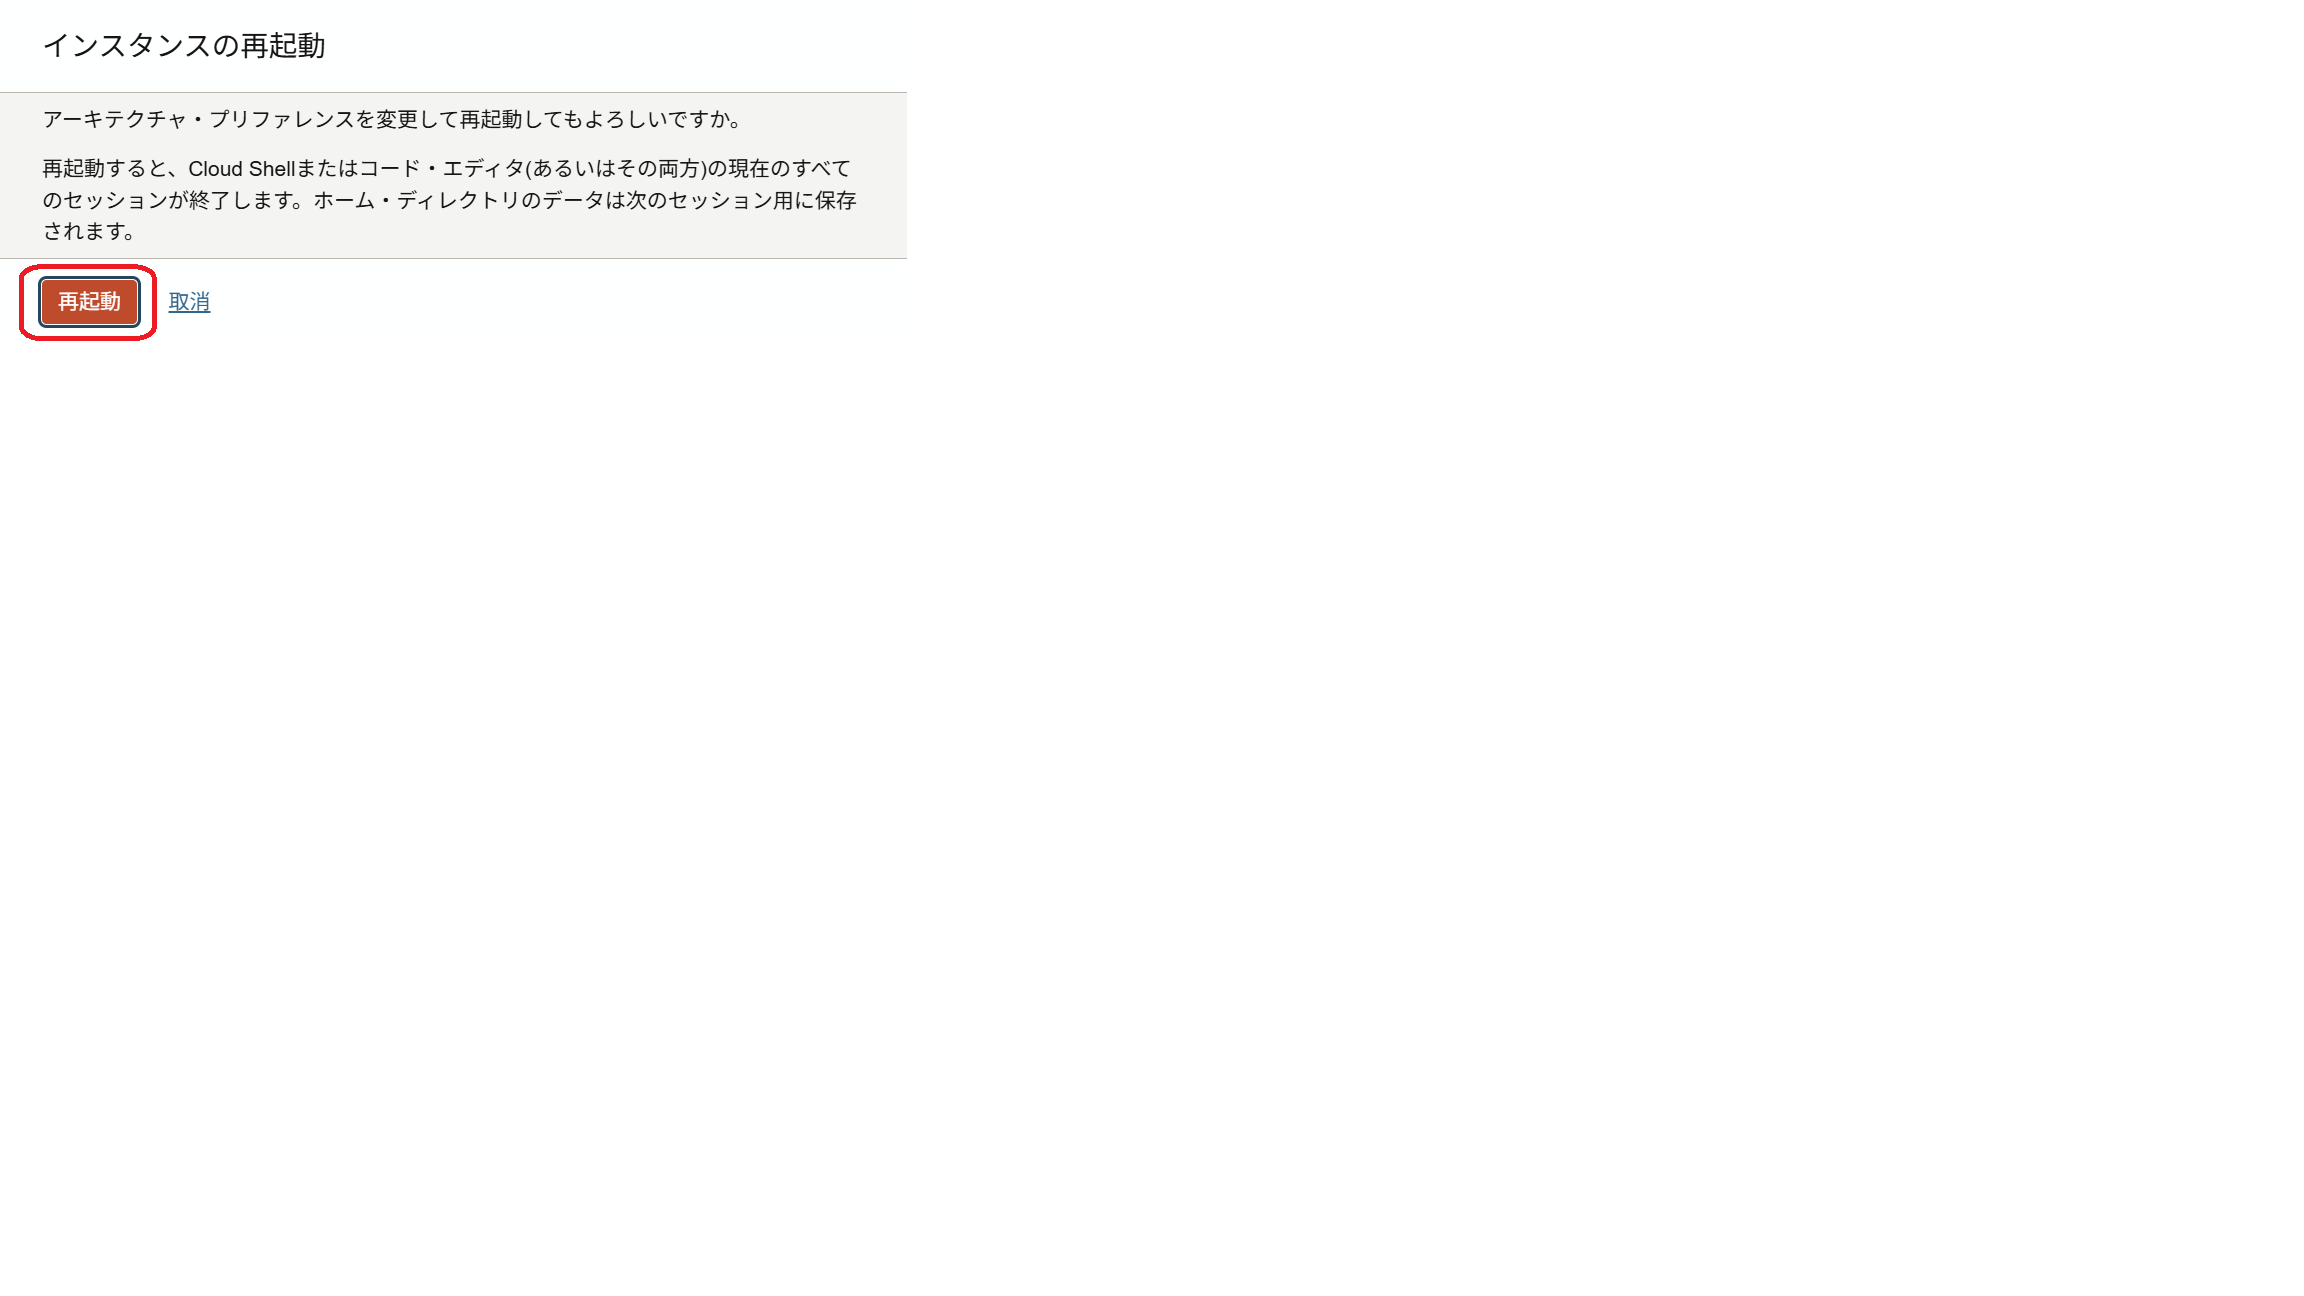 インスタンスの再起動
アーキテクチャ・プリファレンスを変更して再起動してもよろしいですか。
再起動すると、Cloud Shellまたはコード・エディタ(あるいはその両方)の現在のすべて
のセッションが終了します。ホーム・ディレクトリのデータは次のセッション用に保存
されます。
再起動 取消